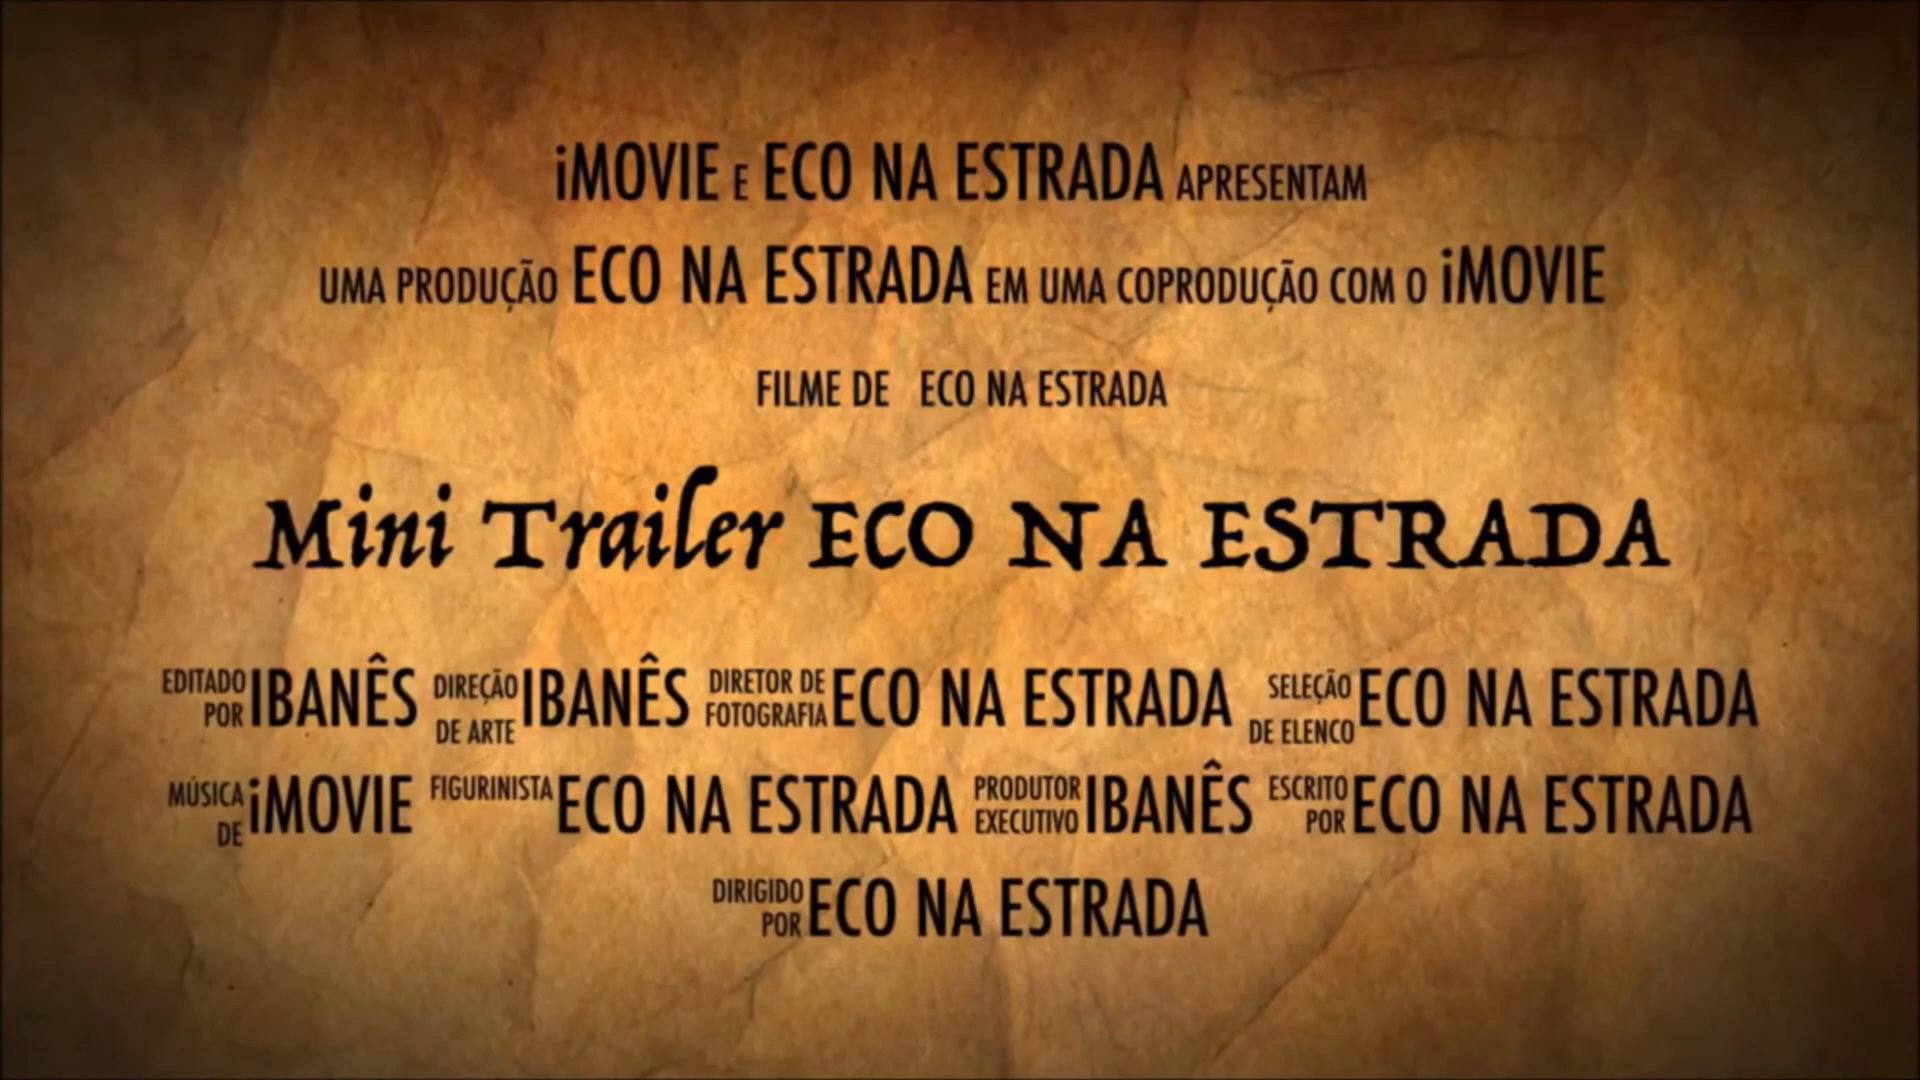 iMOVIE E ECO NA ESTRADA APRESENTAM
UMA PRODUÇÃO ECO NA ESTRADA EM UMA COPRODUÇÃO COM O iMOVIE
FILME DE ECO NA ESTRADA
Mini Trailer ECO NA ESTRADA
EDITADO POR IBANÊS DIREÇÃO DE ARTE IBANÊS DIRETOR DE FOTOGRAFIA ECO NA ESTRADA SELEÇÃO DE ELENCO ECO NA ESTRADA
MÚSICA DE iMOVIE FIGURINISTA ECO NA ESTRADA PRODUTOR EXECUTIVO IBANÊS ESCRITO POR ECO NA ESTRADA
DIRIGIDO POR ECO NA ESTRADA